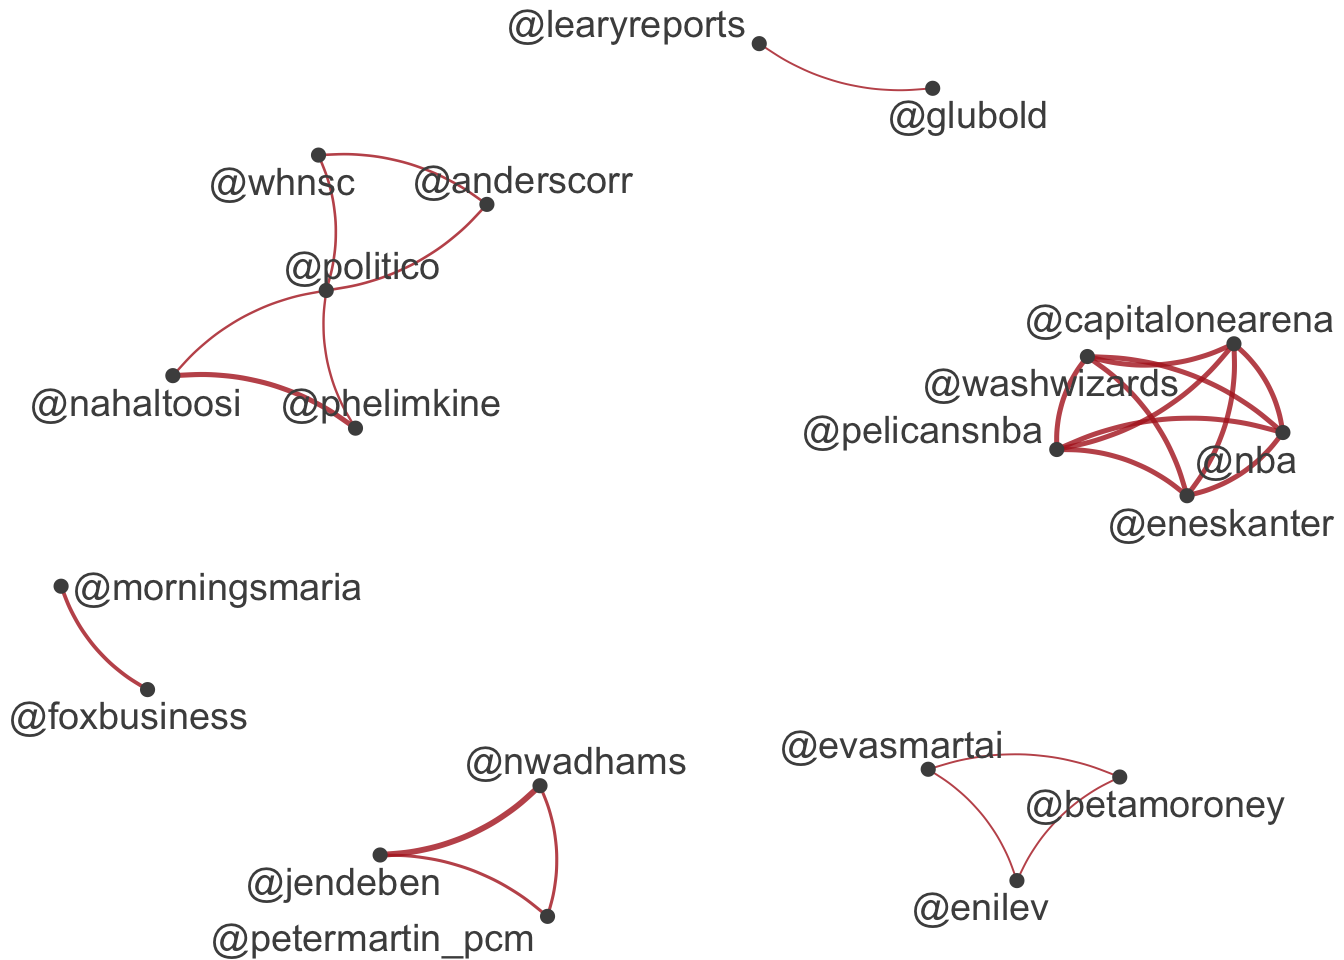 @learyreports
@glubold
@whnsc
@anderscorr
@politico
@nahaltoosi
@phelimkine
@capitalonearena
@washwizards
@pelicansnba
@nba
@eneskanter
@morningsmaria
@foxbusiness
@nwadhams
@jendeben
@petermartin_pcm
@evasmartai
@betamoroney
@enilev